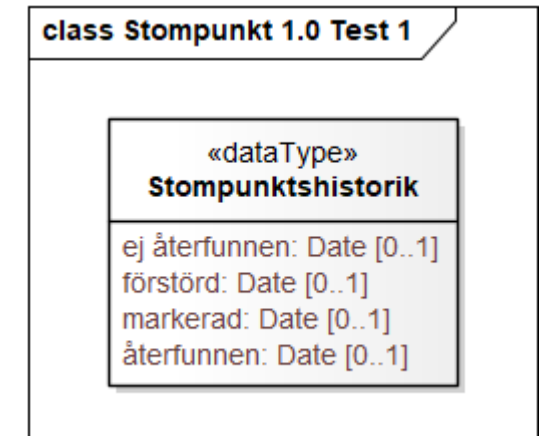 class Stompunkt 1.0 Test 1
«dataType»
Stompunktshistorik
ej återfunnen: Date [0..1]
förstörd: Date [0..1]
markerad: Date [0..1]
återfunnen: Date [0..1]